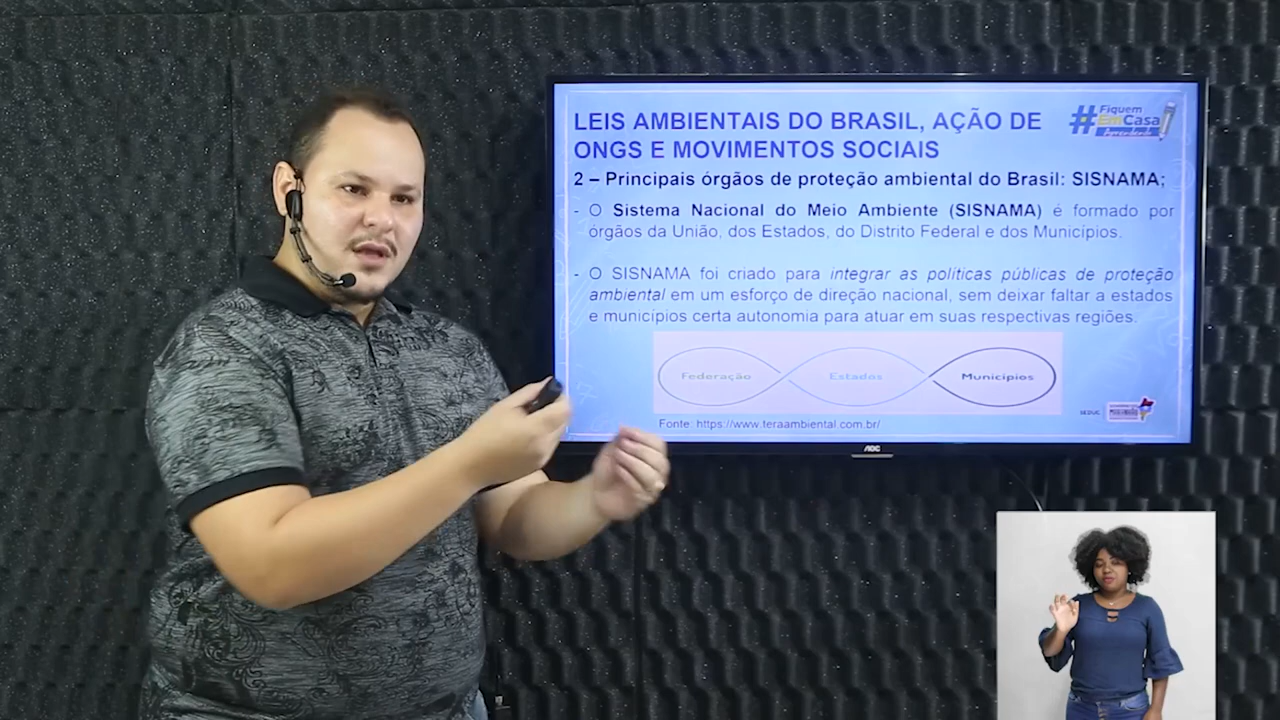 LEIS AMBIENTAIS DO BRASIL, AÇÃO DE
ONGS E MOVIMENTOS SOCIAIS
#Fiquem
EmCasa
Aprendendo
2 – Principais órgãos de proteção ambiental do Brasil: SISNAMA;
- O Sistema Nacional do Meio Ambiente (SISNAMA) é formado por
órgãos da União, dos Estados, do Distrito Federal e dos Municípios.
- O SISNAMA foi criado para integrar as políticas públicas de proteção
ambiental em um esforço de direção nacional, sem deixar faltar a estados
e municípios certa autonomia para atuar em suas respectivas regiões.
Federação Estados Municípios
Fonte: https://www.teraambiental.com.br/
SEDUC
AOC